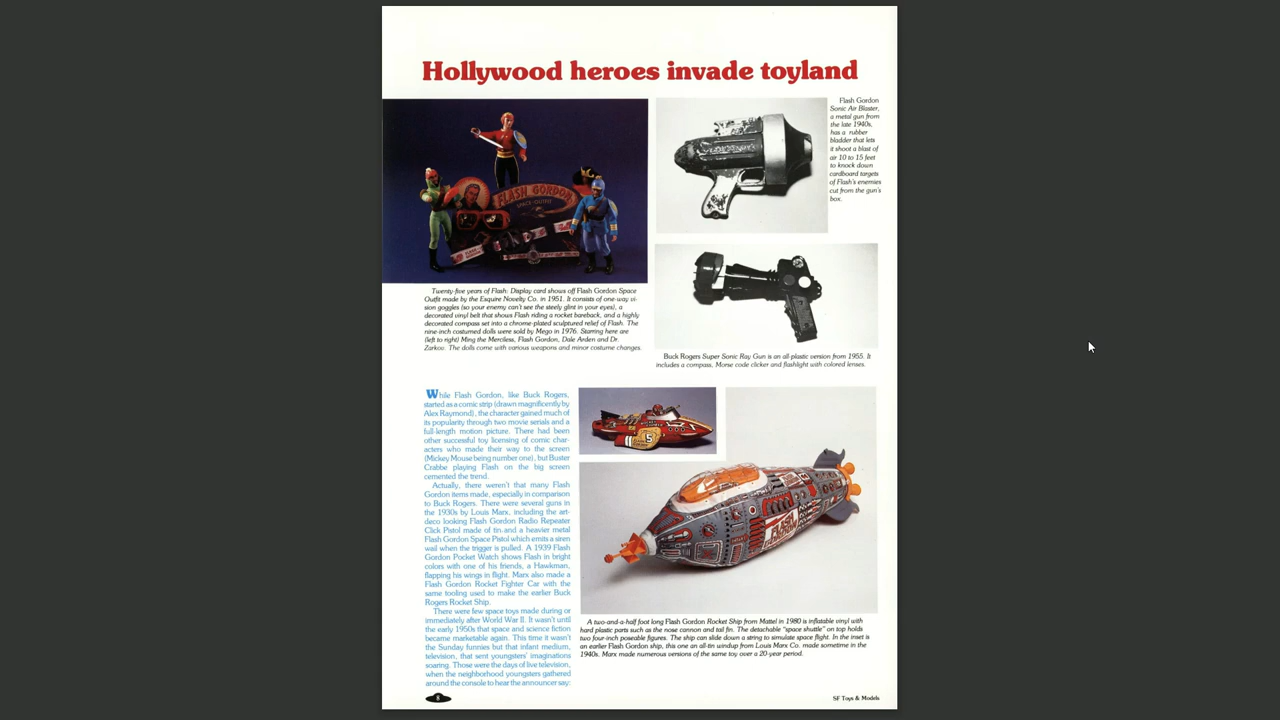 Hollywood heroes invade toyland
FLASH GORDON
SPACE OUTFIT
Flash Gordon
Sonic Air Blaster,
a metal gun from
the late 1940s,
has a rubber
bladder that lets
it shoot a blast of
air 10 to 15 feet
to knock down
cardboard targets
of Flash's enemies
cut from the gun's
box.
Twenty-five years of Flash: Display card shows off Flash Gordon Space
Outfit made by the Esquire Novelty Co. in 1951. It consists of one-way vi-
sion goggles (so your enemy can't see the steely glint in your eyes), a
decorated vinyl belt that shows Flash riding a rocket bareback, and a highly
decorated compass set into a chrome-plated sculptured relief of Flash. The
nine-inch costumed dolls were sold by Mego in 1976. Starring here are
(left to right) Ming the Merciless, Flash Gordon, Dale Arden and Dr.
Zarkov. The dolls come with various weapons and minor costume changes.
Buck Rogers Super Sonic Ray Gun is an all-plastic version from 1955. It
includes a compass, Morse code clicker and flashlight with colored lenses.
While Flash Gordon, like Buck Rogers,
started as a comic strip (drawn magnificently by
Alex Raymond), the character gained much of
its popularity through two movie serials and a
full-length motion picture. There had been
other successful toy licensing of comic char-
acters who made their way to the screen
(Mickey Mouse being number one), but Buster
Crabbe playing Flash on the big screen
cemented the trend.
Actually, there weren't that many Flash
Gordon items made, especially in comparison
to Buck Rogers. There were several guns in
the 1930s by Louis Marx, including the art-
deco looking Flash Gordon Radio Repeater
Click Pistol made of tin and a heavier metal
Flash Gordon Space Pistol which emits a siren
wail when the trigger is pulled. A 1939 Flash
Gordon Pocket Watch shows Flash in bright
colors with one of his friends, a Hawkman,
flapping his wings in flight. Marx also made a
Flash Gordon Rocket Fighter Car with the
same tooling used to make the earlier Buck
Rogers Rocket Ship.
There were few space toys made during or
immediately after World War II. It wasn't until
the early 1950s that space and science fiction
became marketable again. This time it wasn't
the Sunday funnies but that infant medium,
television, that sent youngsters' imaginations
soaring. Those were the days of live television,
when the neighborhood youngsters gathered
around the console to hear the announcer say:
5
A two-and-a-half foot long Flash Gordon Rocket Ship from Mattel in 1980 is inflatable vinyl with
hard plastic parts such as the nose cannon and tail fin. The detachable "space shuttle" on top holds
two four-inch poseable figures. The ship can slide down a string to simulate space flight. In the inset is
an earlier Flash Gordon ship, this one an all-tin windup from Louis Marx Co. made sometime in the
1940s. Marx made numerous versions of the same toy over a 20-year period.
8
SF Toys & Models